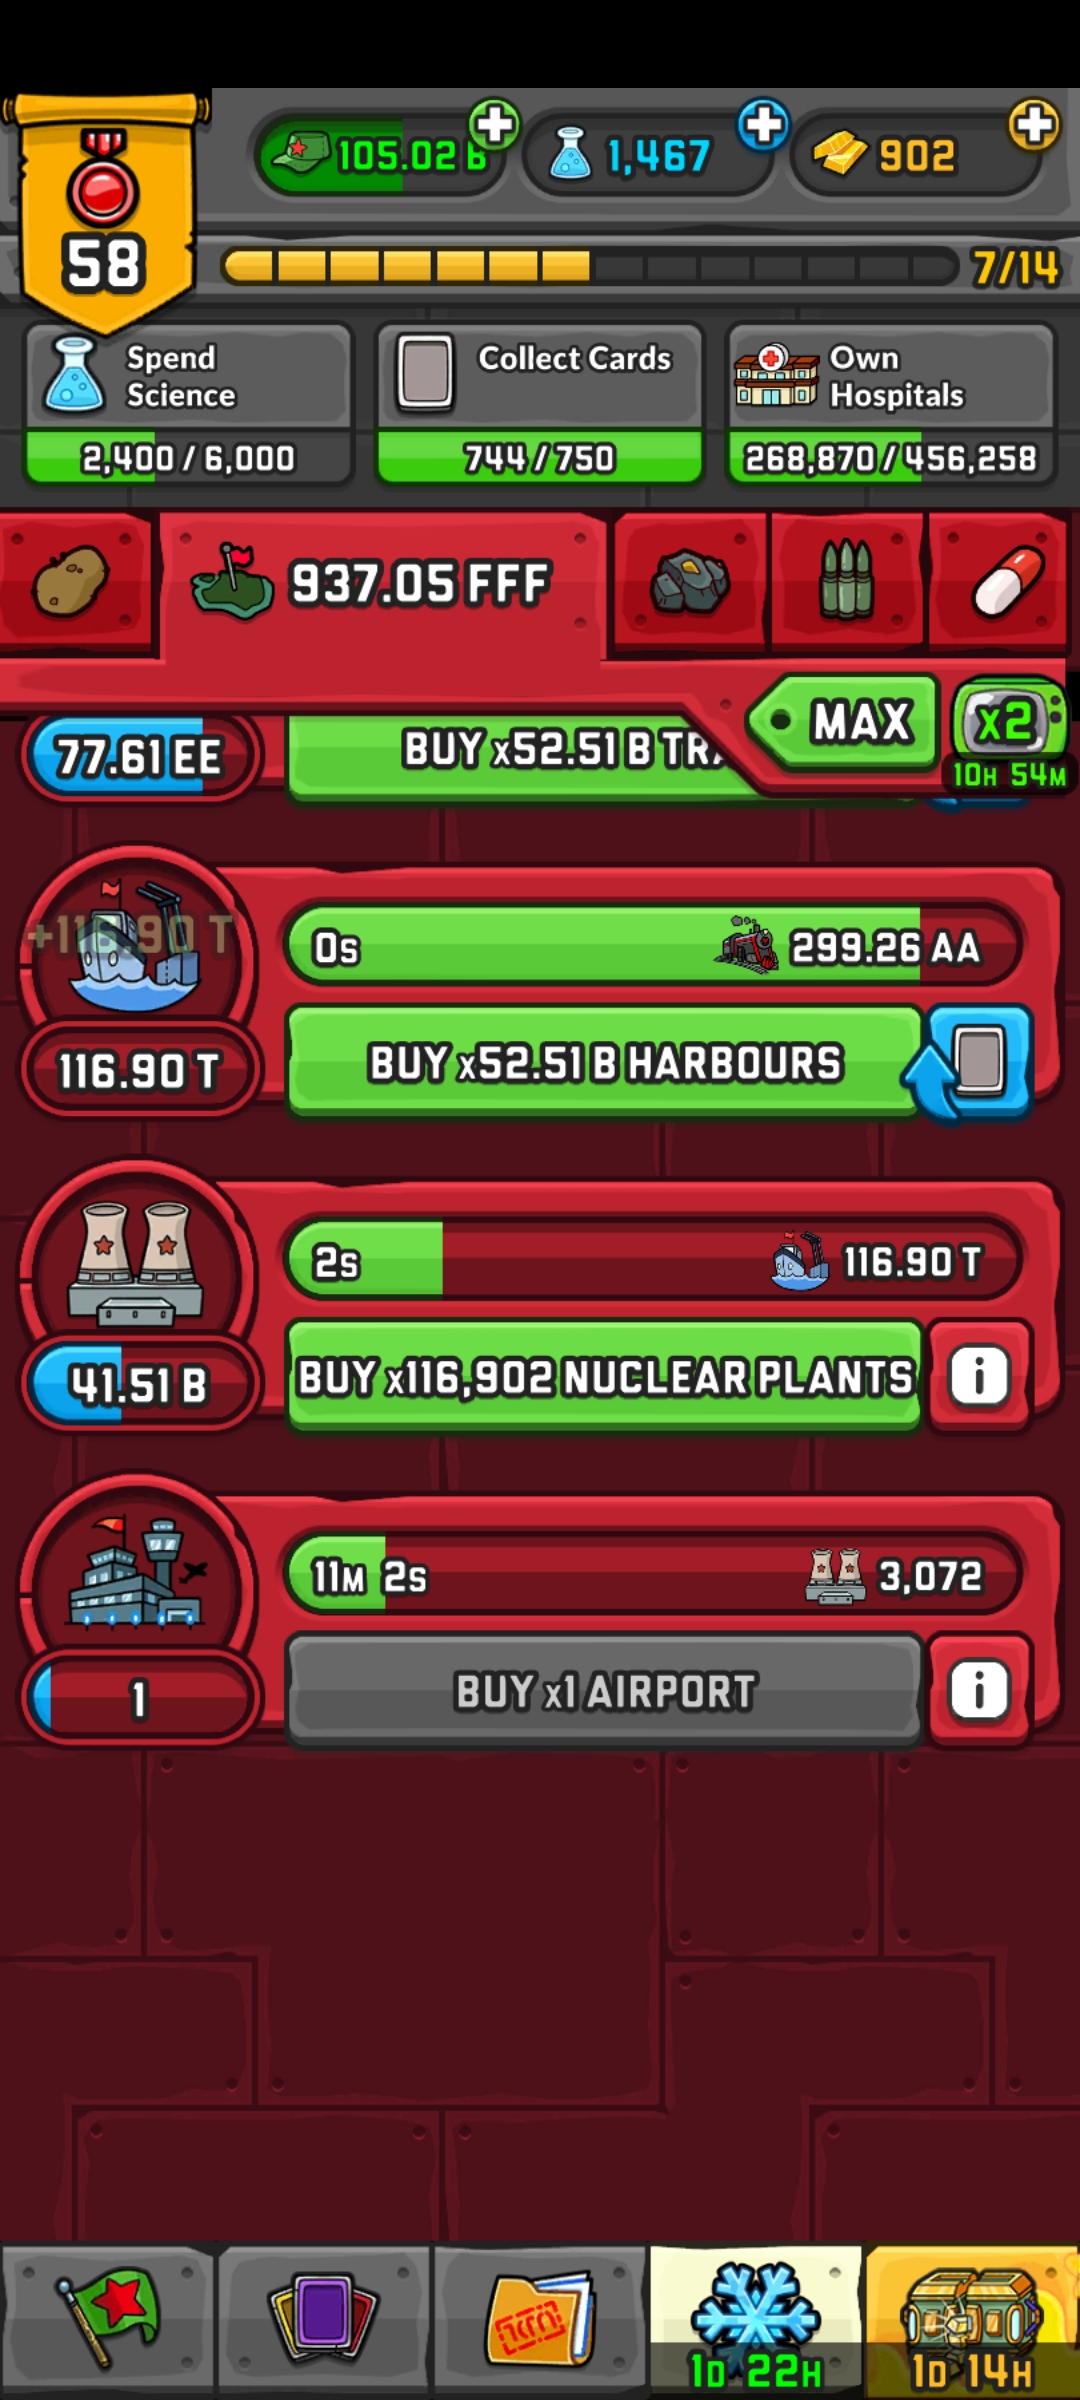 105.02 B
1,467
902
58
7/14
Spend
Science
2,400 / 6,000
Collect Cards
744 / 750
Own
Hospitals
268,870 / 456,258
937.05 FFF
MAX
x2
10H 54M
77.61 EE
BUY x52.51 B
+116.90 T
0s
299.26 AA
116.90 T
BUY x52.51 B HARBOURS
2s
116.90 T
41.51 B
BUY x116,902 NUCLEAR PLANTS
i
11M 2s
3,072
1
BUY x1 AIRPORT
i
1D 22H
1D 14H